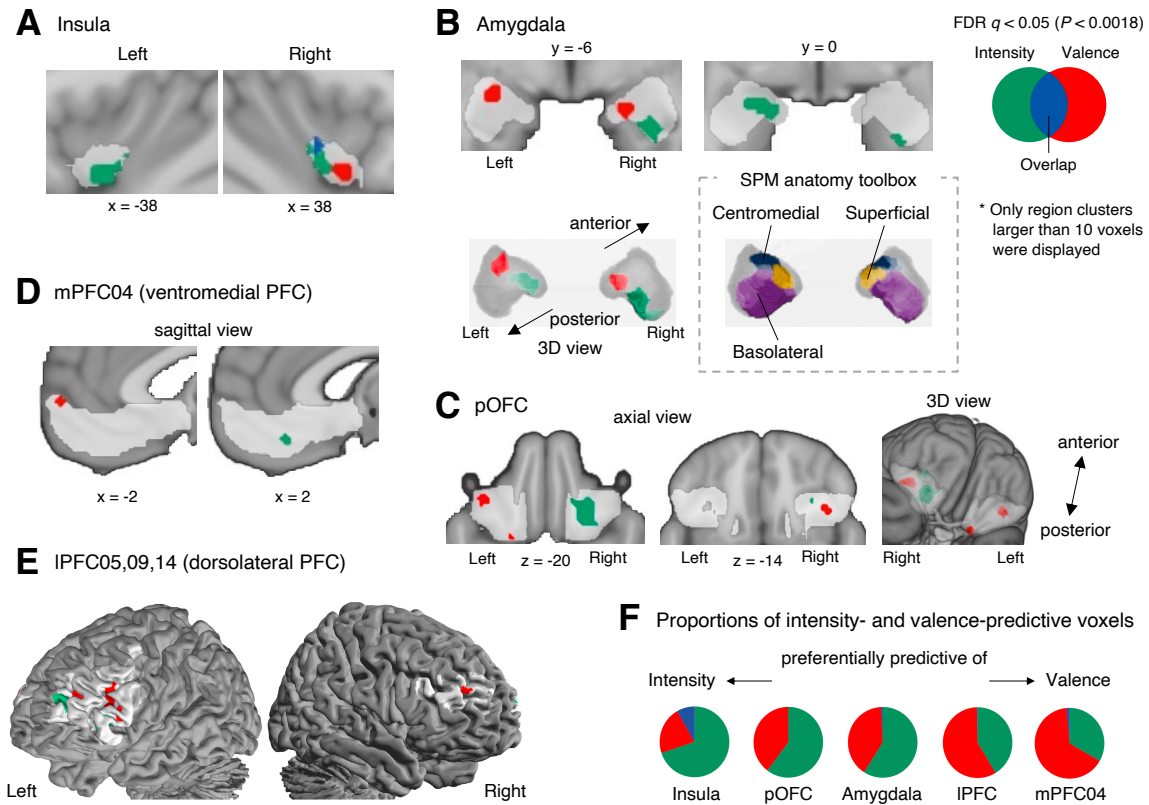 A Insula
Left Right
x = -38 x = 38
B Amygdala
y = -6 y = 0
Left Right
FDR q < 0.05 (P < 0.0018)
Intensity Valence
Overlap
* Only region clusters
larger than 10 voxels
were displayed
anterior
posterior
Left Right
3D view
SPM anatomy toolbox
Centromedial Superficial
Basolateral
D mPFC04 (ventromedial PFC)
sagittal view
x = -2 x = 2
C pOFC
axial view
3D view
Left z = -20 Right
Left z = -14 Right
Right Left
anterior
posterior
E lPFC05,09,14 (dorsolateral PFC)
Left Right
F Proportions of intensity- and valence-predictive voxels
preferentially predictive of
Intensity Valence
Insula pOFC Amygdala lPFC mPFC04